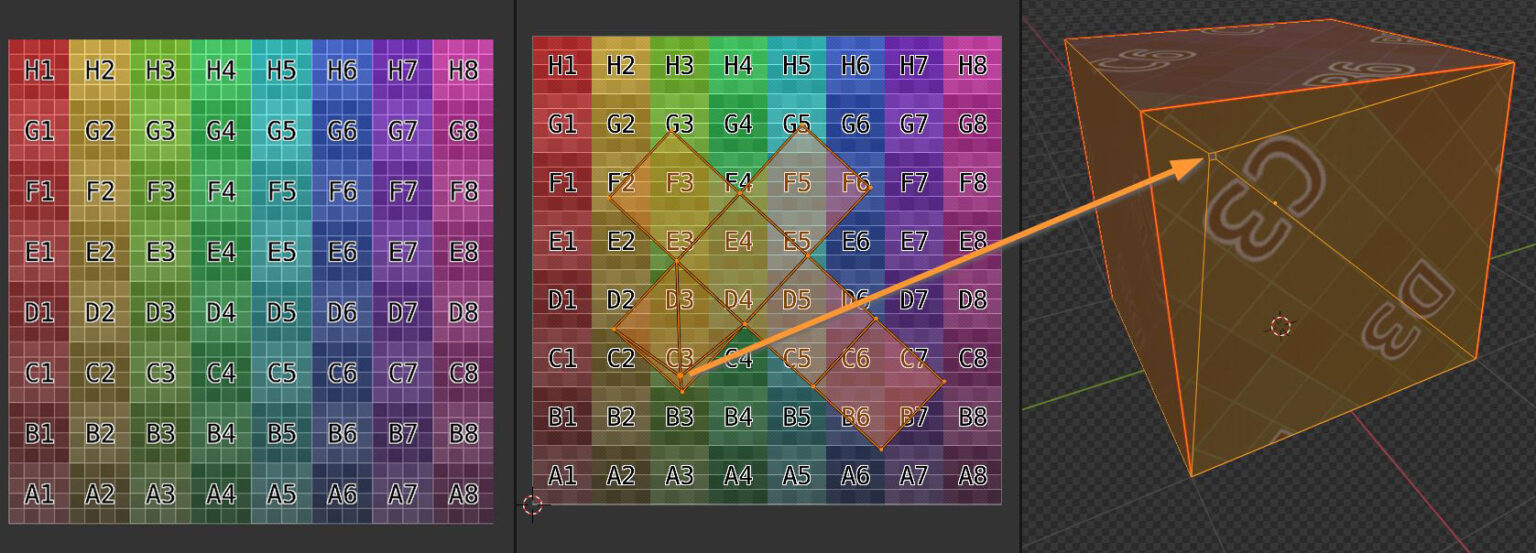 H1 H2 H3 H4 H5 H6 H7 H8
G1 G2 G3 G4 G5 G6 G7 G8
F1 F2 F3 F4 F5 F6 F7 F8
E1 E2 E3 E4 E5 E6 E7 E8
D1 D2 D3 D4 D5 D6 D7 D8
C1 C2 C3 C4 C5 C6 C7 C8
B1 B2 B3 B4 B5 B6 B7 B8
A1 A2 A3 A4 A5 A6 A7 A8
H1 H2 H3 H4 H5 H6 H7 H8
G1 G2 G3 G4 G5 G6 G7 G8
F1 F2 F3 F4 F5 F6 F7 F8
E1 E2 E3 E4 E5 E6 E7 E8
D1 D2 D3 D4 D5 D6 D7 D8
C1 C2 C3 C4 C5 C6 C7 C8
B1 B2 B3 B4 B5 B6 B7 B8
A1 A2 A3 A4 A5 A6 A7 A8
C6
B6
C3
D3